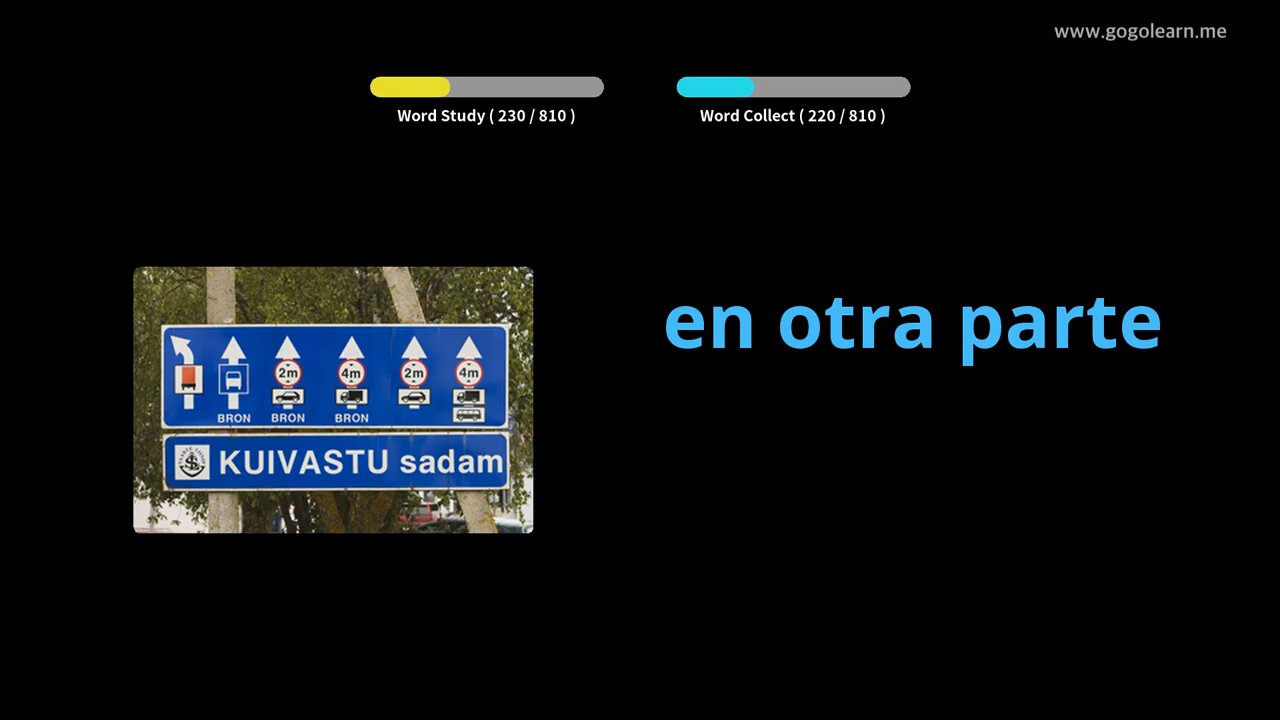 www.gogolearn.me
Word Study ( 230 / 810 )
Word Collect ( 220 / 810 )
en otra parte
2m 4m 2m 4m
BRON BRON BRON
KUIVASTU sadam